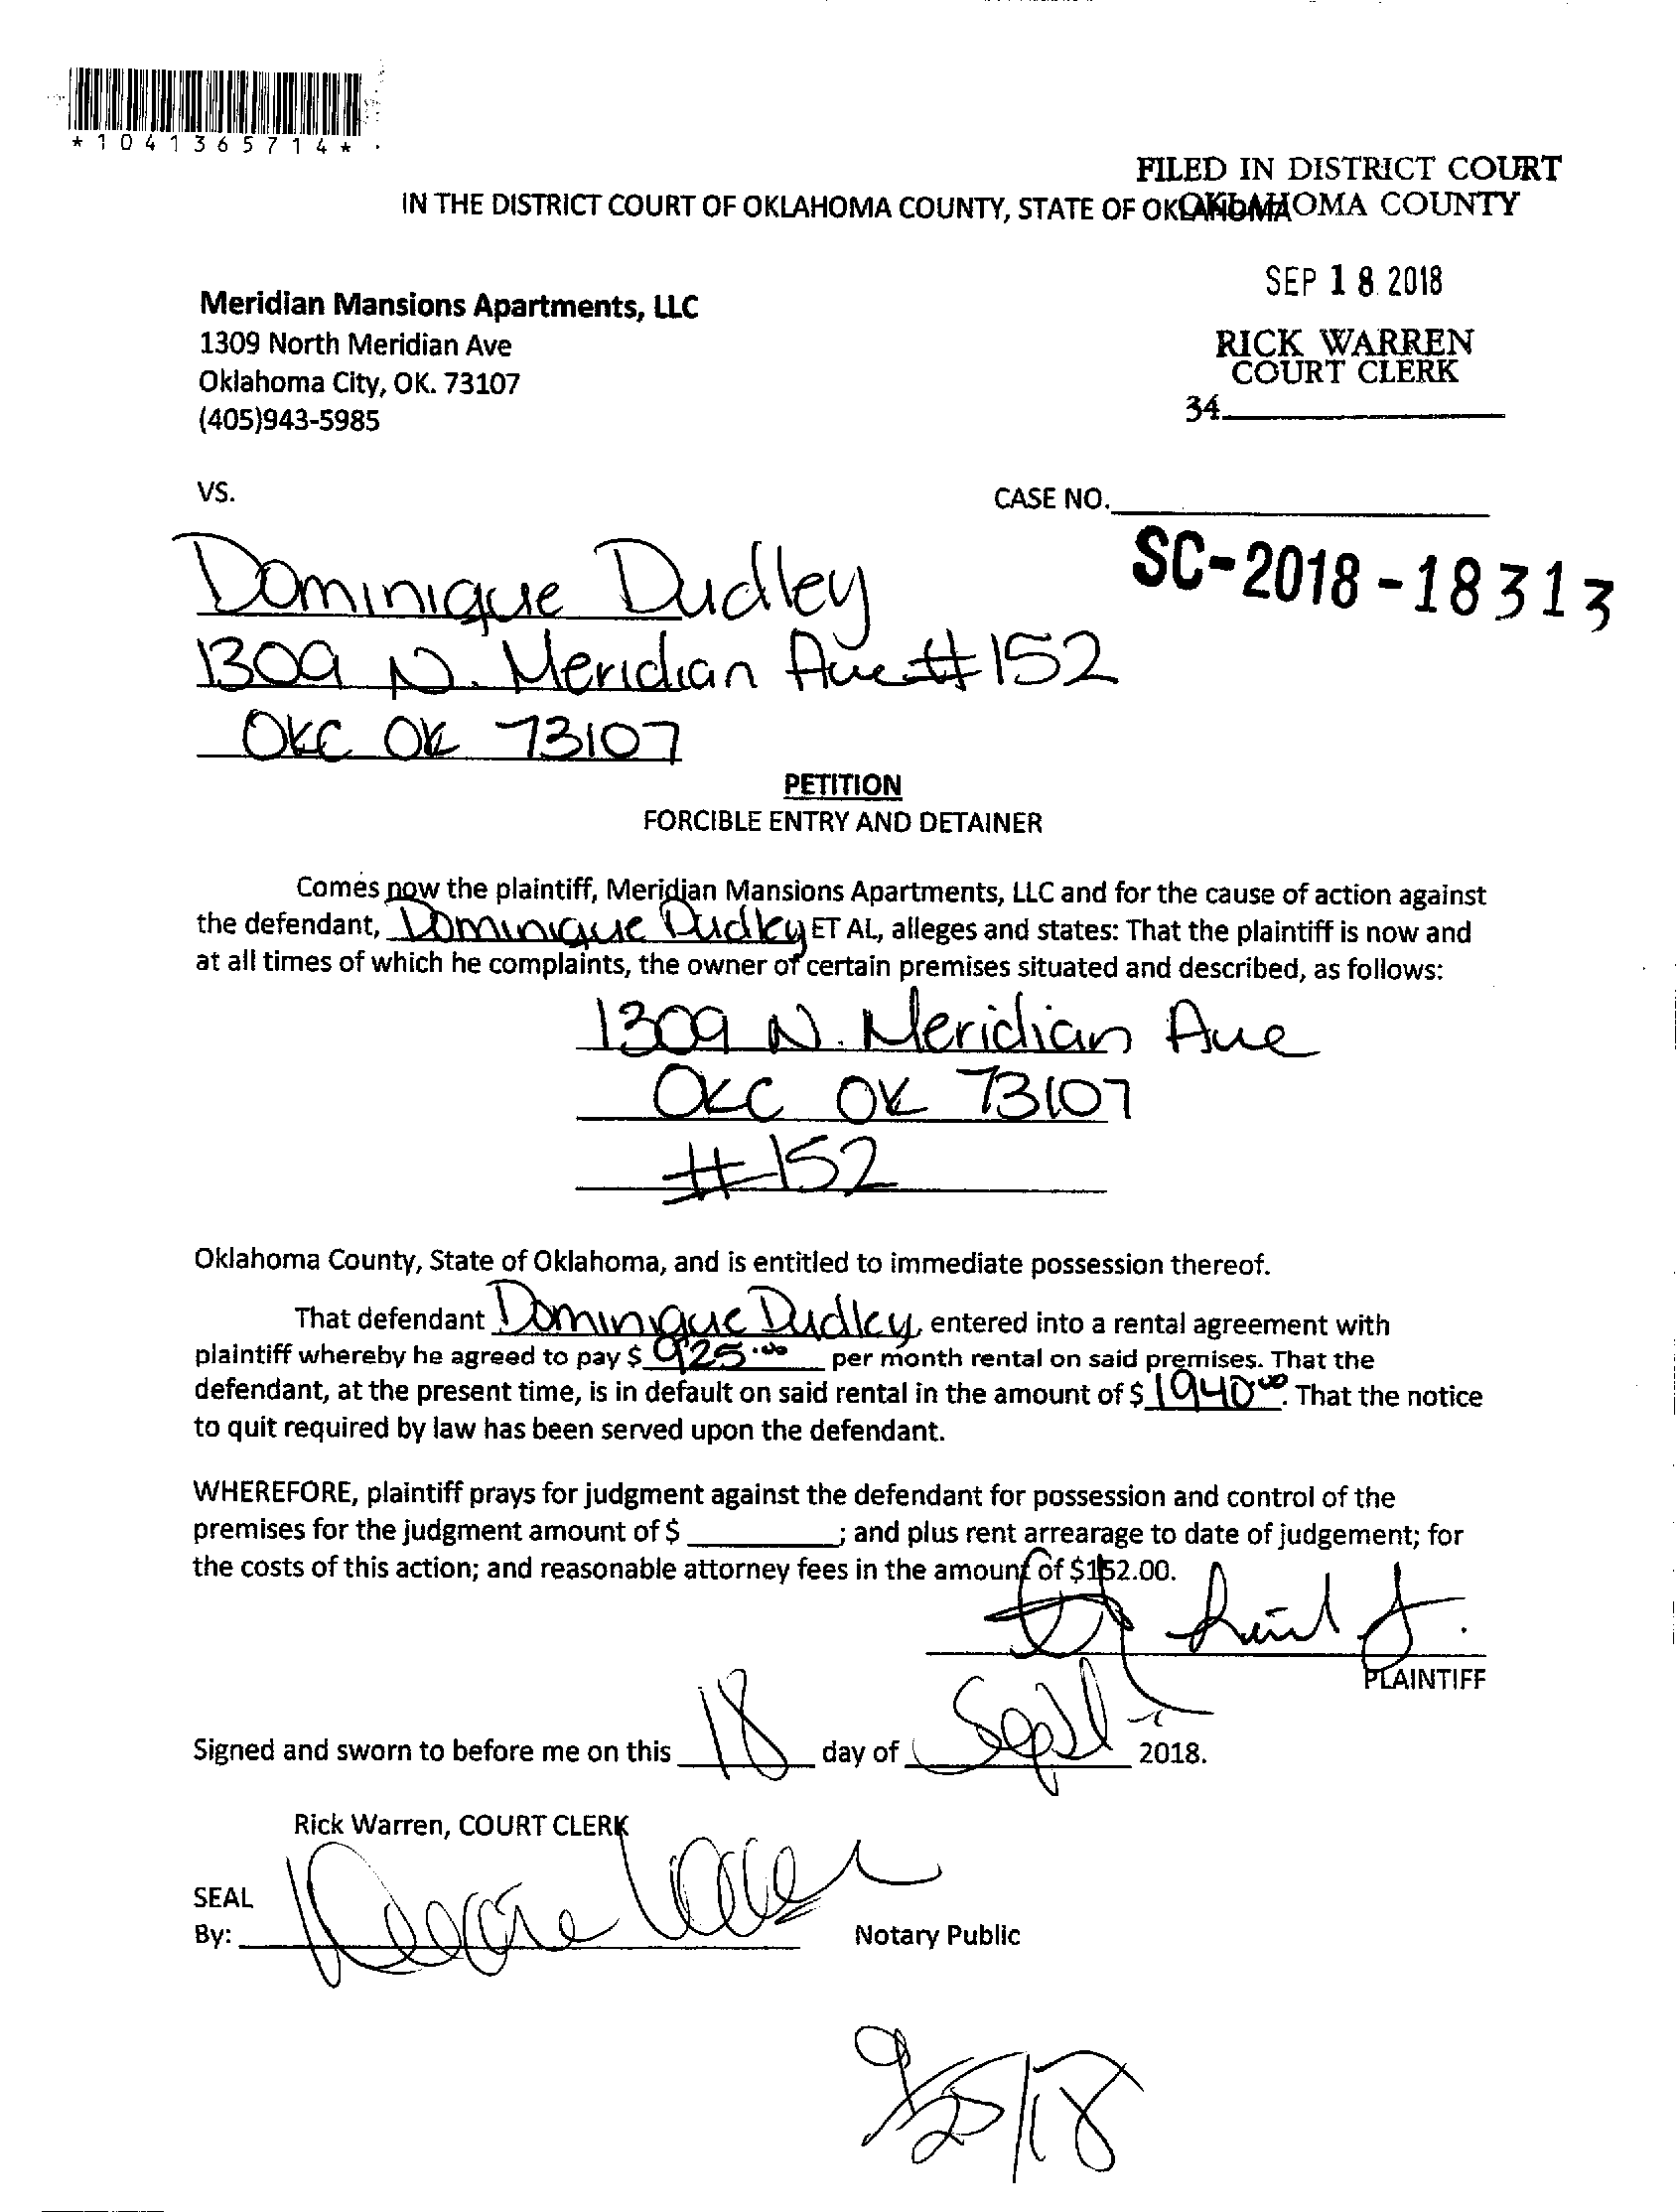 *1041365714*
FILED IN DISTRICT COURT
OKLAHOMA COUNTY
IN THE DISTRICT COURT OF OKLAHOMA COUNTY, STATE OF OKLAHOMA
SEP 18 2018
Meridian Mansions Apartments, LLC
1309 North Meridian Ave
Oklahoma City, OK. 73107
(405)943-5985
RICK WARREN
COURT CLERK
34
VS.
CASE NO.
SC-2018-18313
Dominique Dudley
1309 N. Meridian Ave #152
OKC OK 73107
PETITION
FORCIBLE ENTRY AND DETAINER
Comes now the plaintiff, Meridian Mansions Apartments, LLC and for the cause of action against
the defendant, Dominique Dudley ET AL, alleges and states: That the plaintiff is now and
at all times of which he complaints, the owner of certain premises situated and described, as follows:
1309 N. Meridian Ave
OKC OK 73107
#152
Oklahoma County, State of Oklahoma, and is entitled to immediate possession thereof.
That defendant Dominique Dudley, entered into a rental agreement with
plaintiff whereby he agreed to pay $ 925.00 per month rental on said premises. That the
defendant, at the present time, is in default on said rental in the amount of $ 1940.00. That the notice
to quit required by law has been served upon the defendant.
WHEREFORE, plaintiff prays for judgment against the defendant for possession and control of the
premises for the judgment amount of $ ; and plus rent arrearage to date of judgement; for
the costs of this action; and reasonable attorney fees in the amount of $152.00.
PLAINTIFF
Signed and sworn to before me on this 18 day of Sept 2018.
Rick Warren, COURT CLERK
SEAL
By: Notary Public
9/25/18